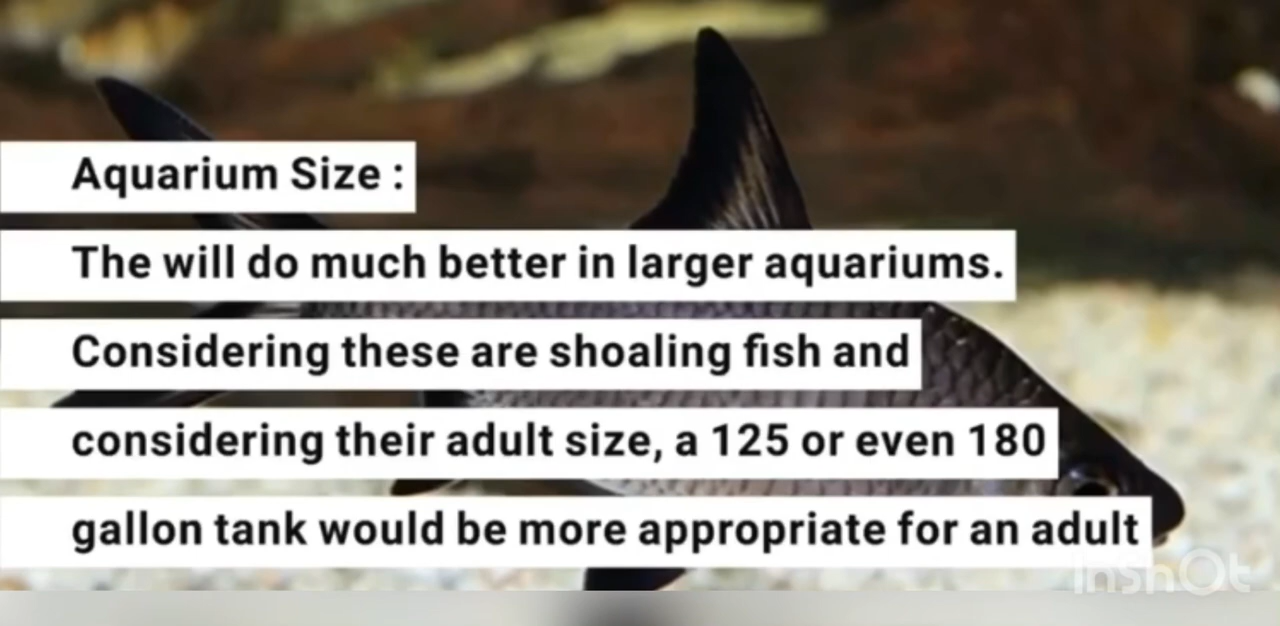 Aquarium Size :
The will do much better in larger aquariums.
Considering these are shoaling fish and
considering their adult size, a 125 or even 180
gallon tank would be more appropriate for an adult
InShOt